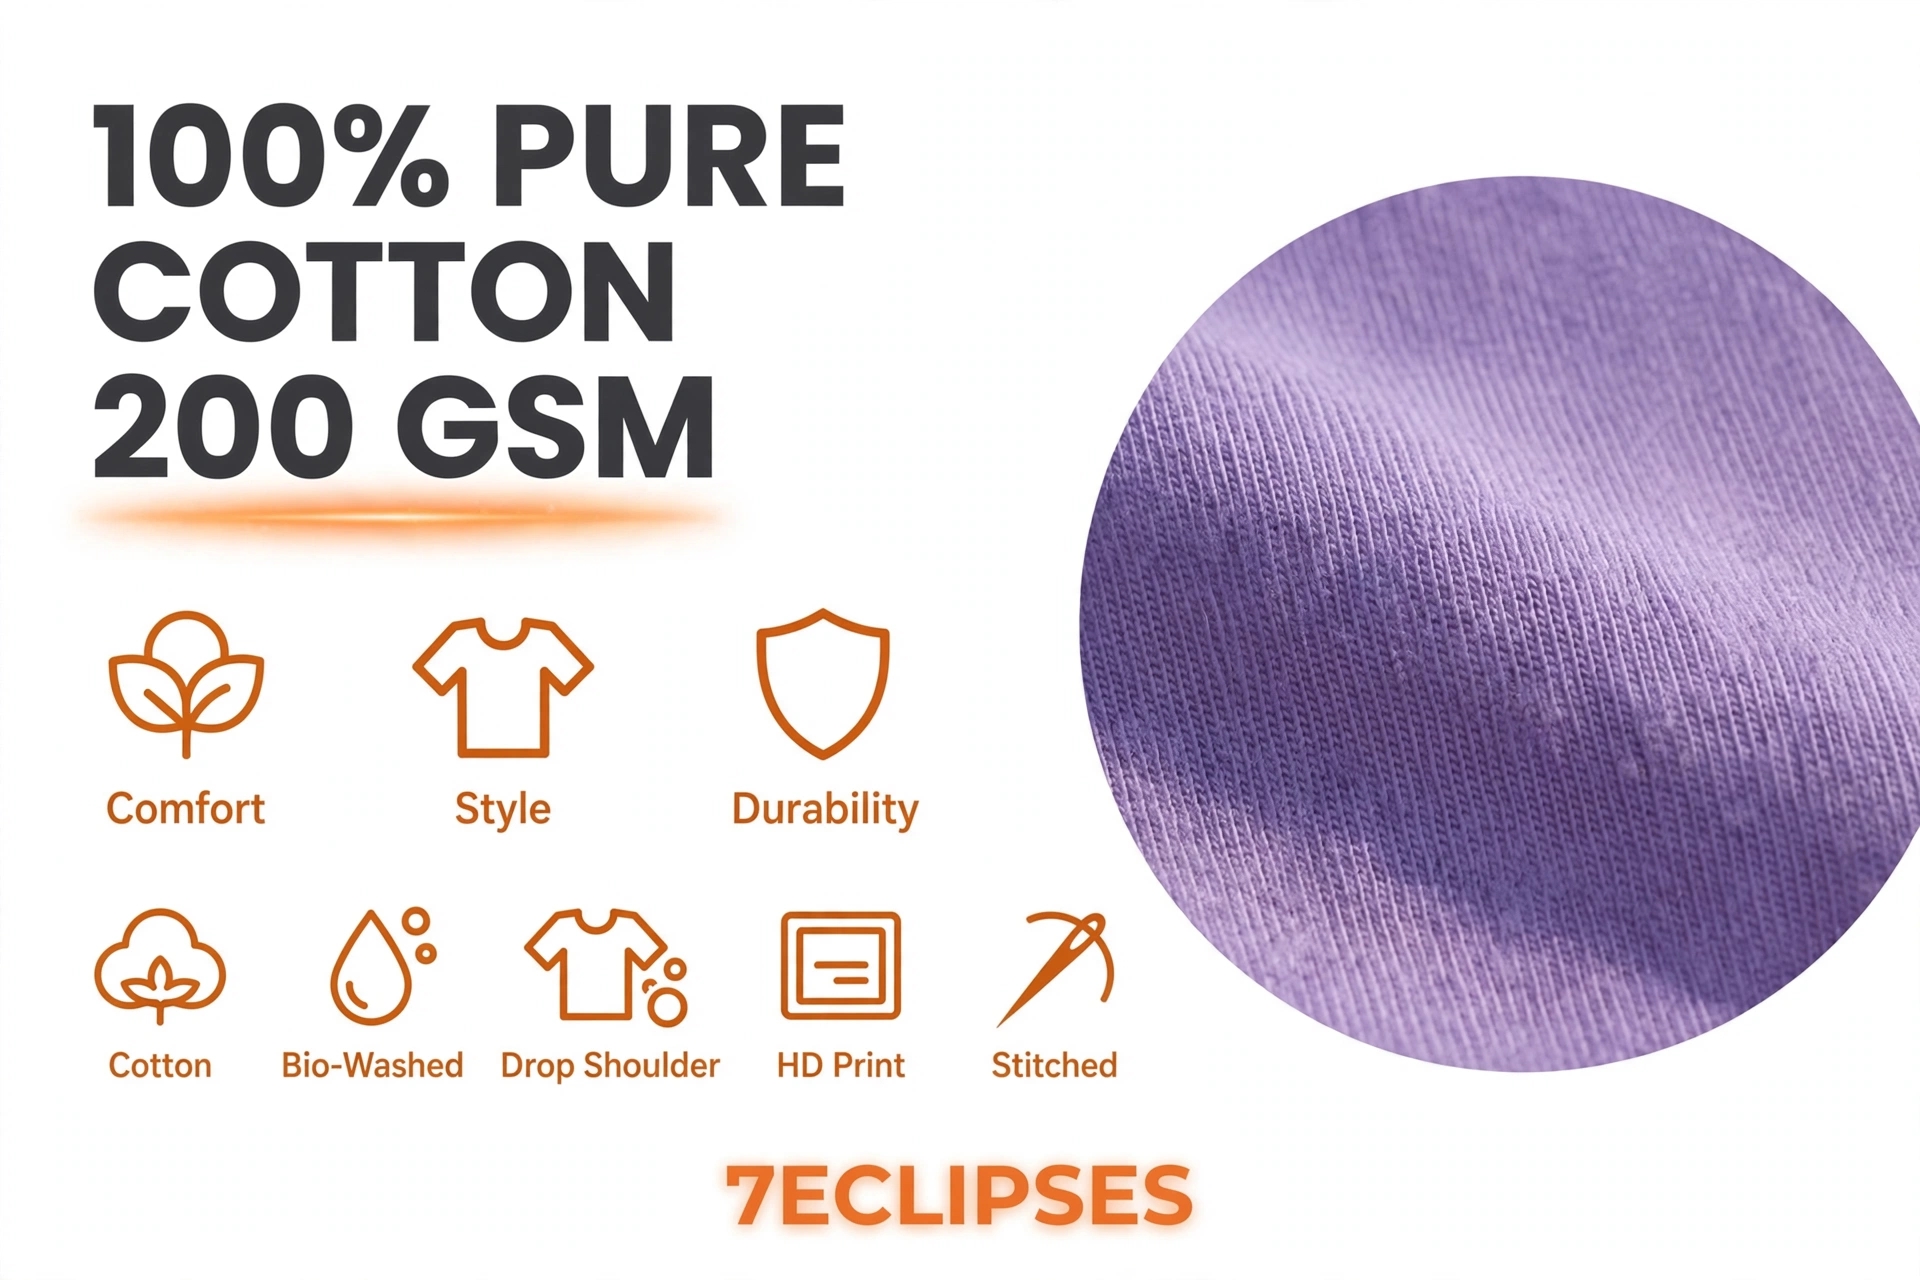 100% PURE
COTTON
200 GSM
Comfort Style Durability
Cotton Bio-Washed Drop Shoulder HD Print Stitched
7ECLIPSES